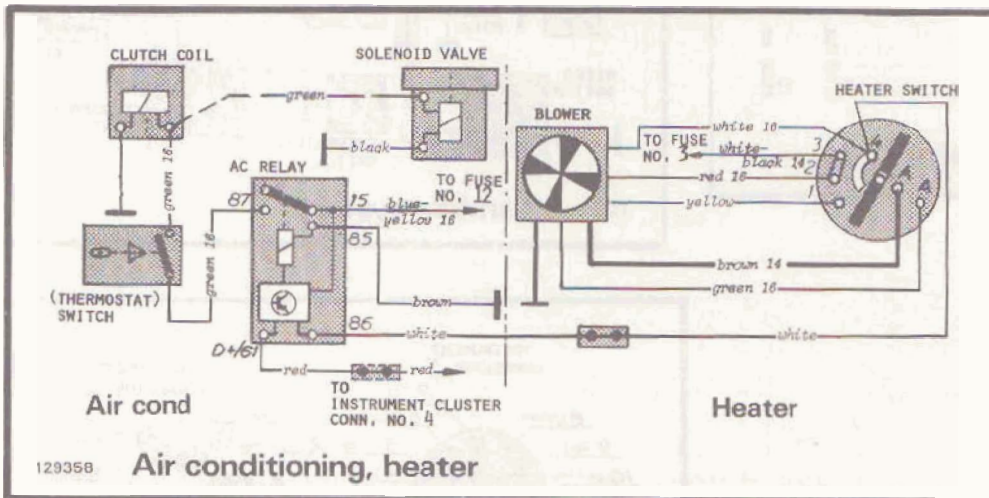 CLUTCH COIL
SOLENOID VALVE
HEATER SWITCH
green
BLOWER
white 16
TO FUSE
NO. 3
white-
black 14
3
4
black
green 16
AC RELAY
TO FUSE
NO. 12
red 16
2
A
A
87
15
blue-
yellow 16
yellow
1
85
green 16
brown 14
(THERMOSTAT)
SWITCH
brown
green 16
86
white
white
D+/61
red
red
TO
INSTRUMENT CLUSTER
CONN. NO. 4
Air cond
Heater
129358
Air conditioning, heater